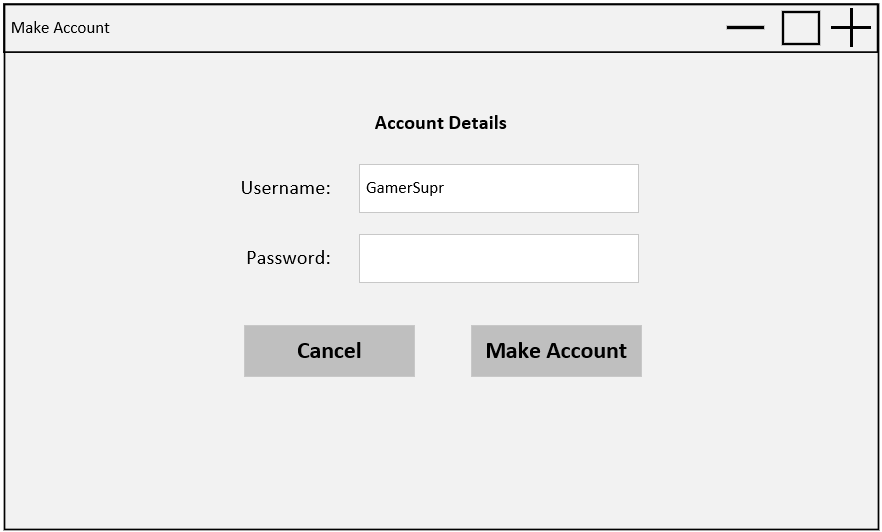 Make Account
Account Details
Username: GamerSupr
Password:
Cancel Make Account